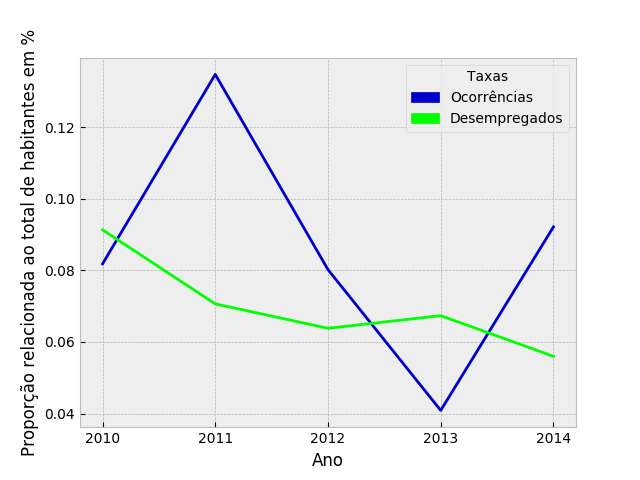 Proporção relacionada ao total de habitantes em %
Taxas
Ocorrências
Desempregados
0.12
0.10
0.08
0.06
0.04
2010 2011 2012 2013 2014
Ano